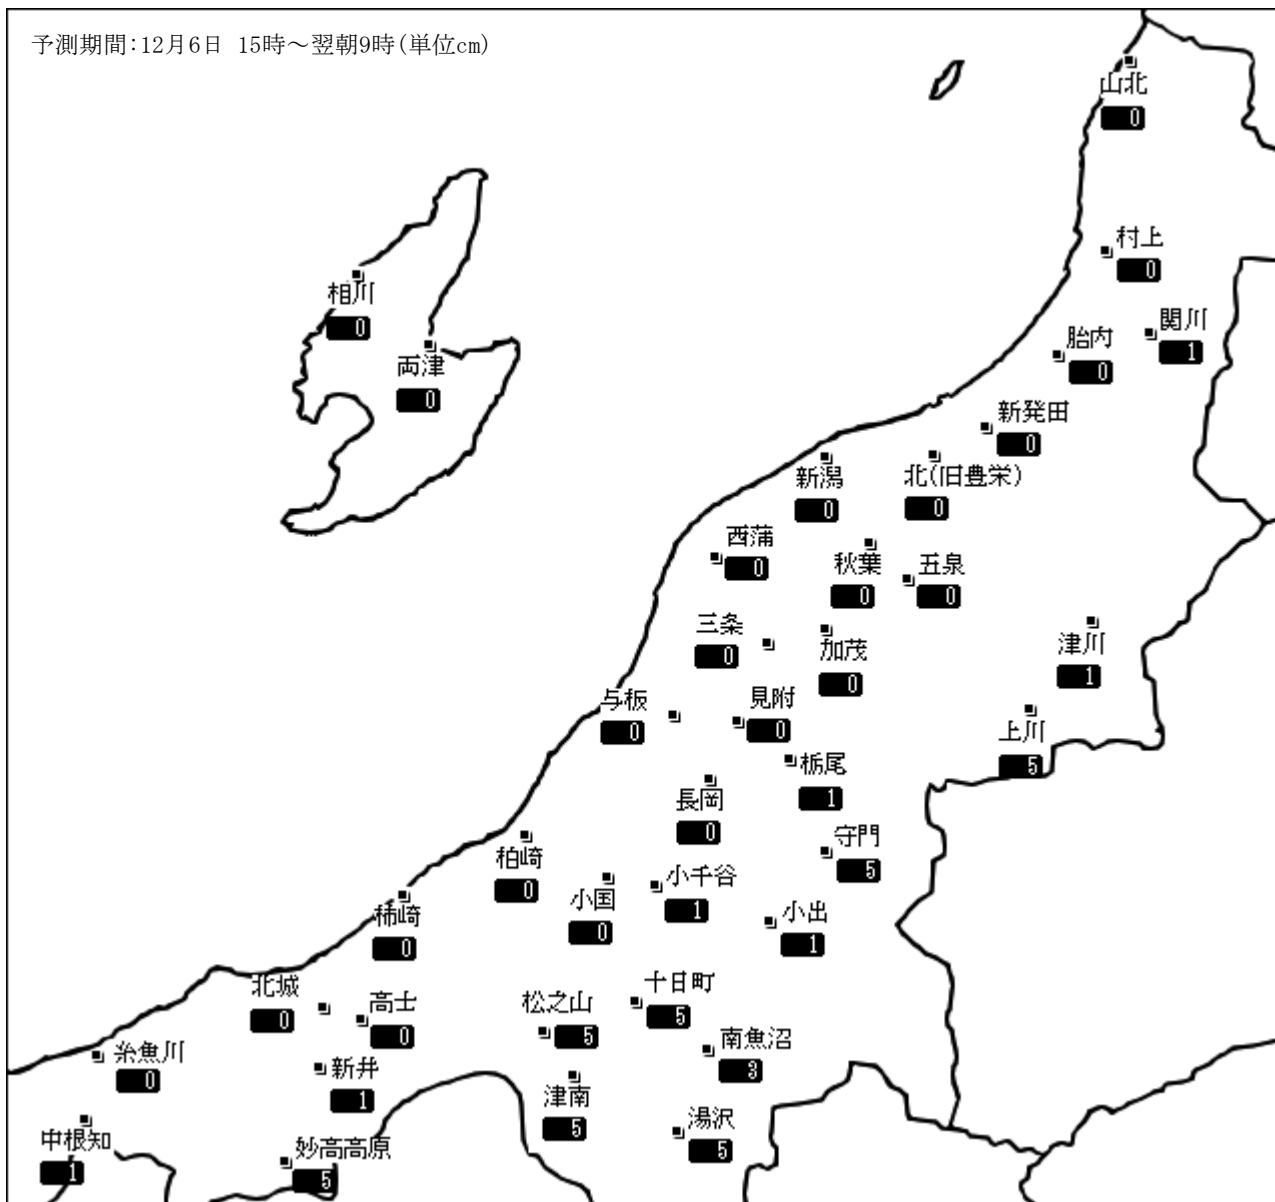 予測期間:12月6日 15時～翌朝9時(単位cm)
山北
0
村上
0
相川
0
関川
1
胎内
0
両津
0
新発田
0
新潟
0
北(旧豊栄)
0
西蒲
0
秋葉
0
五泉
0
三条
0
加茂
0
津川
1
与板
0
見附
0
上川
5
栃尾
1
長岡
0
守門
5
柏崎
0
小千谷
1
小国
0
小出
1
柿崎
0
北城
0
高士
0
松之山
5
十日町
5
南魚沼
3
糸魚川
0
新井
1
津南
5
湯沢
5
中根知
1
妙高高原
5